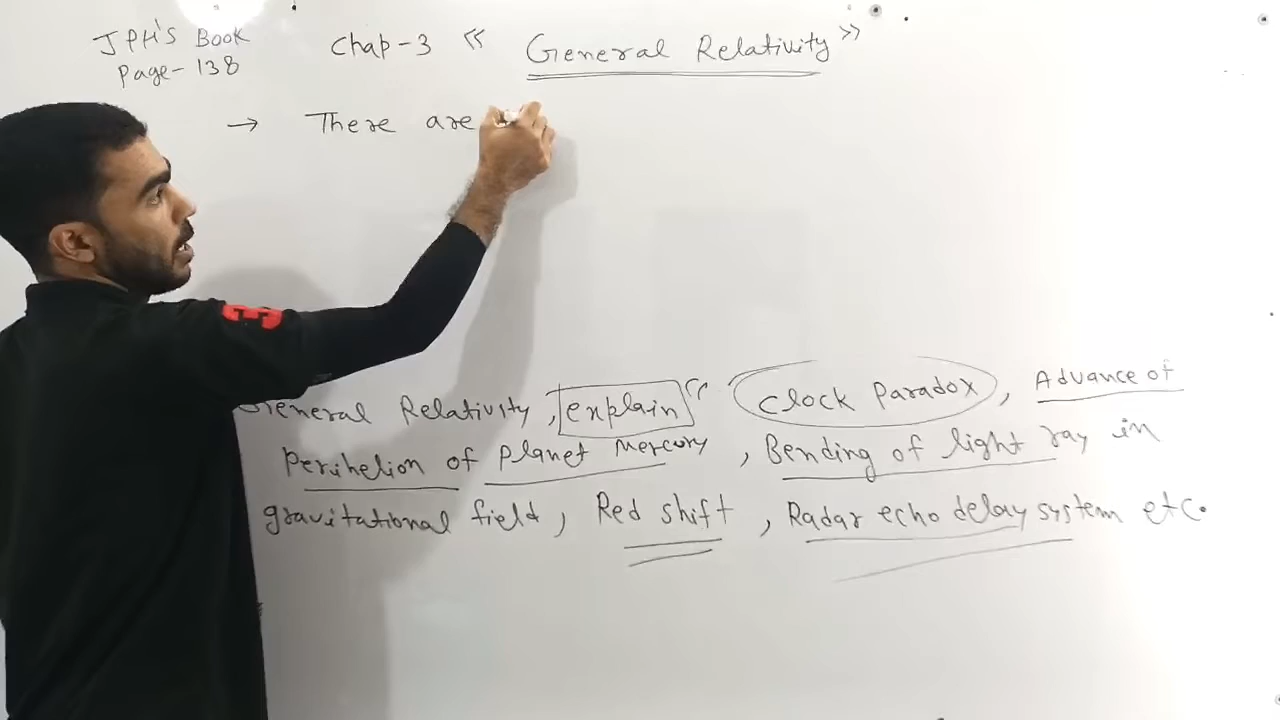 JPH'S Book
Page-138
Chap-3 « General Relativity »
→ There are
General Relativity, explain “ Clock Paradox, Advance of
Perihelion of planet Mercury, Bending of light ray in
gravitational field, Red shift, Radar echo delay system etc.